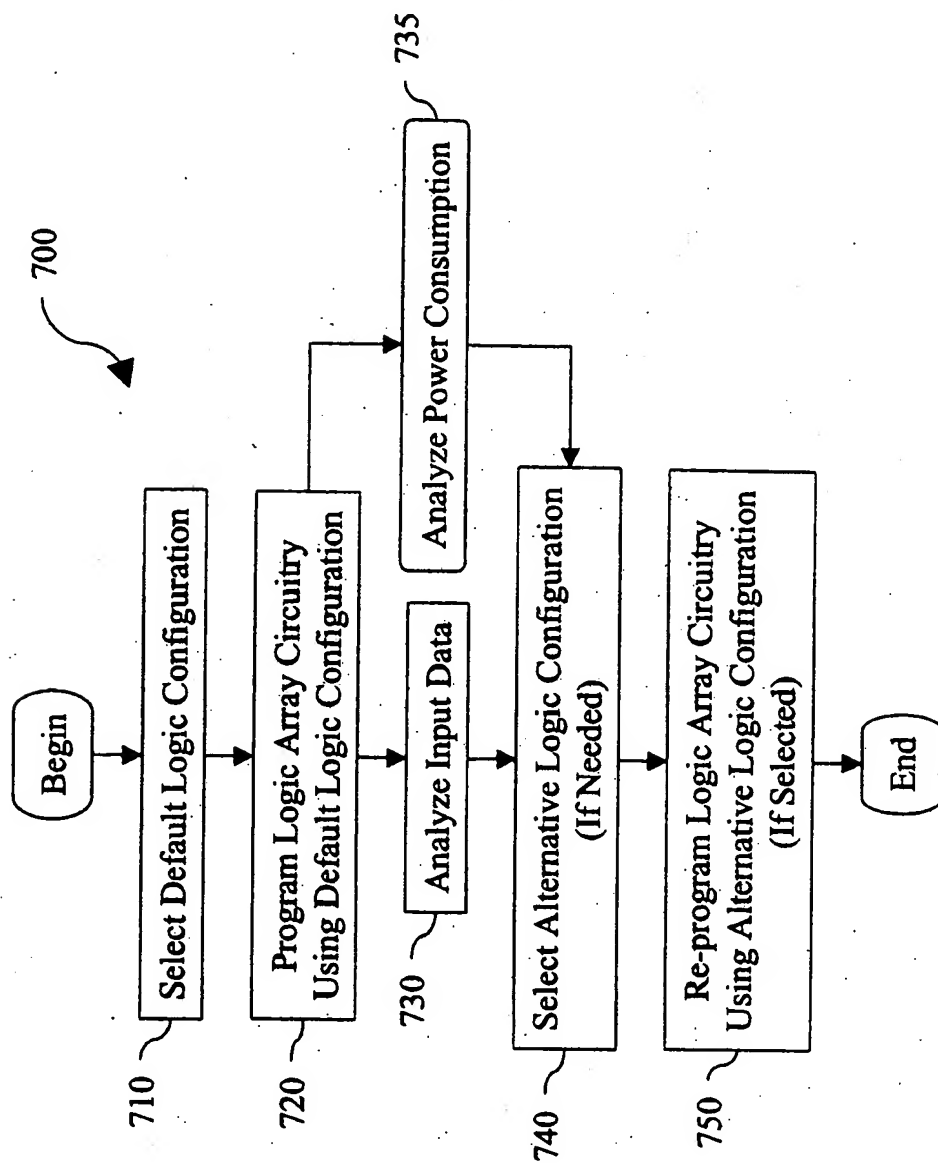 700
Begin
710
Select Default Logic Configuration
720
Program Logic Array Circuitry
Using Default Logic Configuration
730
Analyze Input Data
735
Analyze Power Consumption
740
Select Alternative Logic Configuration
(If Needed)
750
Re-program Logic Array Circuitry
Using Alternative Logic Configuration
(If Selected)
End